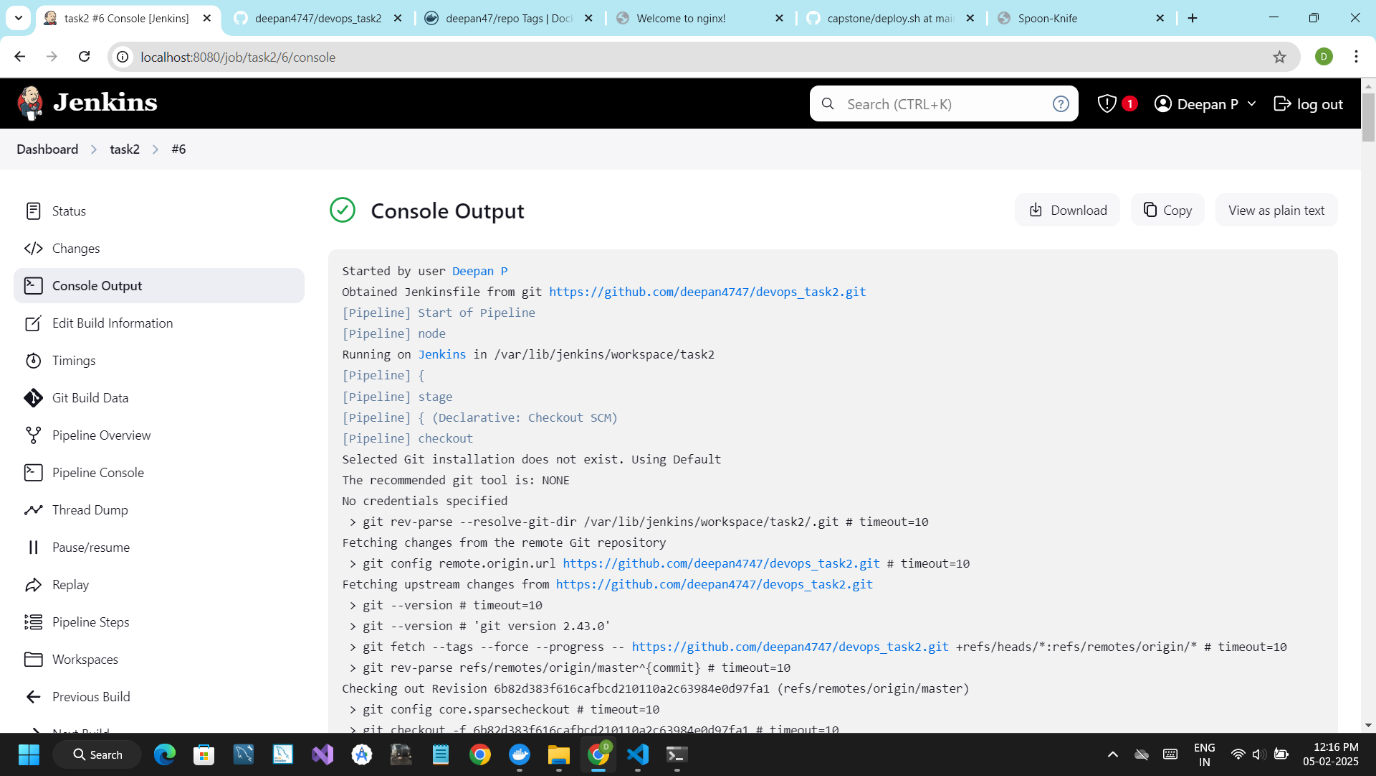 task2 #6 Console [Jenkins]
deepan4747/devops_task2
deepan47/repo Tags | Doc
Welcome to nginx!
capstone/deploy.sh at mai
Spoon-Knife
localhost:8080/job/task2/6/console
D
Jenkins
Search (CTRL+K)
?
1
Deepan P
log out
Dashboard
task2
#6
Status
Changes
Console Output
Edit Build Information
Timings
Git Build Data
Pipeline Overview
Pipeline Console
Thread Dump
Pause/resume
Replay
Pipeline Steps
Workspaces
Previous Build
Next Build
Console Output
Download
Copy
View as plain text
Started by user Deepan P
Obtained Jenkinsfile from git https://github.com/deepan4747/devops_task2.git
[Pipeline] Start of Pipeline
[Pipeline] node
Running on Jenkins in /var/lib/jenkins/workspace/task2
[Pipeline] {
[Pipeline] stage
[Pipeline] { (Declarative: Checkout SCM)
[Pipeline] checkout
Selected Git installation does not exist. Using Default
The recommended git tool is: NONE
No credentials specified
> git rev-parse --resolve-git-dir /var/lib/jenkins/workspace/task2/.git # timeout=10
Fetching changes from the remote Git repository
> git config remote.origin.url https://github.com/deepan4747/devops_task2.git # timeout=10
Fetching upstream changes from https://github.com/deepan4747/devops_task2.git
> git --version # timeout=10
> git --version # 'git version 2.43.0'
> git fetch --tags --force --progress -- https://github.com/deepan4747/devops_task2.git +refs/heads/*:refs/remotes/origin/* # timeout=10
> git rev-parse refs/remotes/origin/master^{commit} # timeout=10
Checking out Revision 6b82d383f616cafbcd210110a2c63984e0d97fa1 (refs/remotes/origin/master)
> git config core.sparsecheckout # timeout=10
> git checkout -f 6b82d383f616cafbcd210110a2c63984e0d97fa1 # timeout=10
Search
D
ENG
IN
12:16 PM
05-02-2025